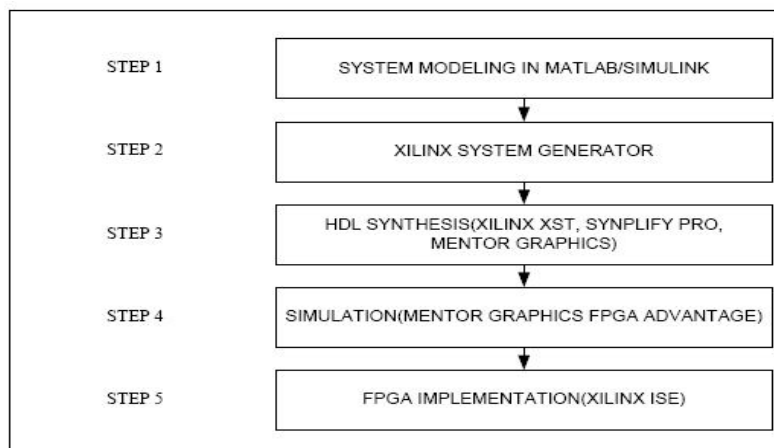 STEP 1
SYSTEM MODELING IN MATLAB/SIMULINK
STEP 2
XILINX SYSTEM GENERATOR
STEP 3
HDL SYNTHESIS(XILINX XST, SYNPLIFY PRO,
MENTOR GRAPHICS)
STEP 4
SIMULATION(MENTOR GRAPHICS FPGA ADVANTAGE)
STEP 5
FPGA IMPLEMENTATION(XILINX ISE)